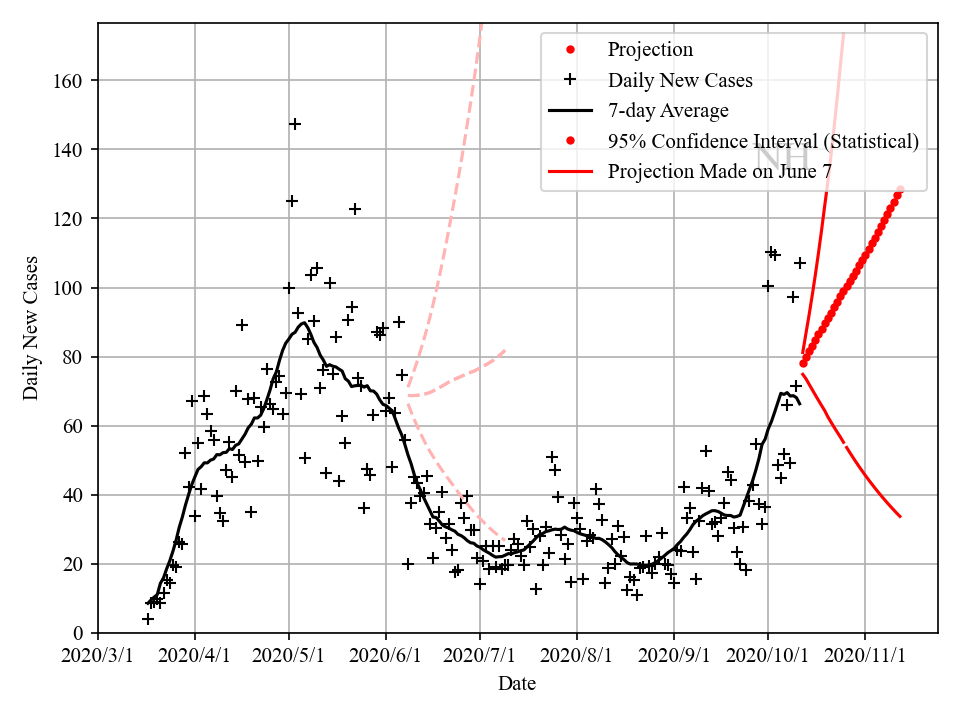 Projection
Daily New Cases
7-day Average
95% Confidence Interval (Statistical)
Projection Made on June 7
NH
160
140
120
100
80
60
40
20
0
Daily New Cases
2020/3/1 2020/4/1 2020/5/1 2020/6/1 2020/7/1 2020/8/1 2020/9/1 2020/10/1 2020/11/1
Date